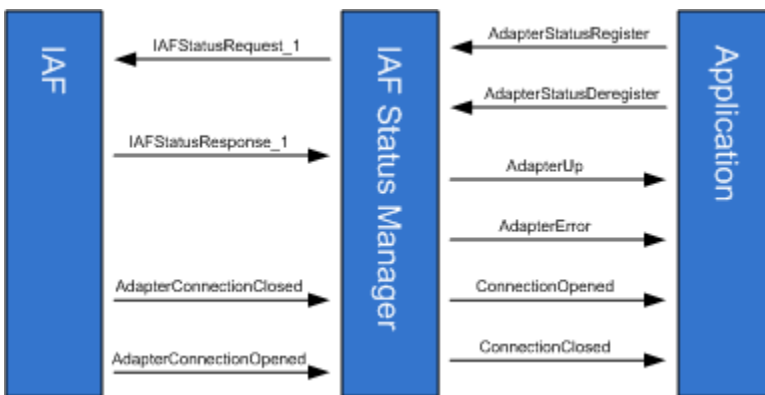 IAF
IAFStatusRequest_1
IAFStatusResponse_1
AdapterConnectionClosed
AdapterConnectionOpened
IAF Status Manager
AdapterStatusRegister
AdapterStatusDeregister
AdapterUp
AdapterError
ConnectionOpened
ConnectionClosed
Application